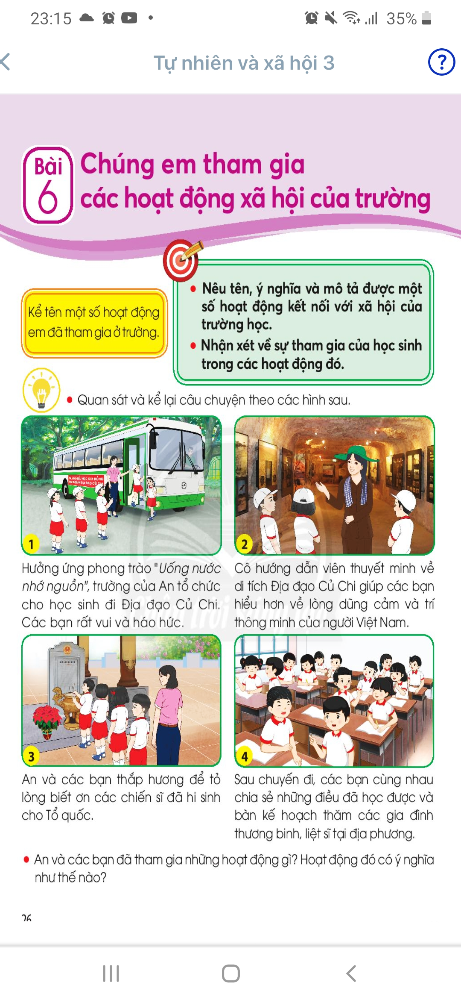 23:15
35%
Tự nhiên và xã hội 3
?
Bài
6
Chúng em tham gia
các hoạt động xã hội của trường
Kể tên một số hoạt động
em đã tham gia ở trường.
• Nêu tên, ý nghĩa và mô tả được một
số hoạt động kết nối với xã hội của
trường học.
• Nhận xét về sự tham gia của học sinh
trong các hoạt động đó.
• Quan sát và kể lại câu chuyện theo các hình sau.
1
Hưởng ứng phong trào "Uống nước
nhớ nguồn", trường của An tổ chức
cho học sinh đi Địa đạo Củ Chi.
Các bạn rất vui và háo hức.
2
Cô hướng dẫn viên thuyết minh về
di tích Địa đạo Củ Chi giúp các bạn
hiểu hơn về lòng dũng cảm và trí
thông minh của người Việt Nam.
3
An và các bạn thắp hương để tỏ
lòng biết ơn các chiến sĩ đã hi sinh
cho Tổ quốc.
4
Sau chuyến đi, các bạn cùng nhau
chia sẻ những điều đã học được và
bàn kế hoạch thăm các gia đình
thương binh, liệt sĩ tại địa phương.
• An và các bạn đã tham gia những hoạt động gì? Hoạt động đó có ý nghĩa
như thế nào?
26